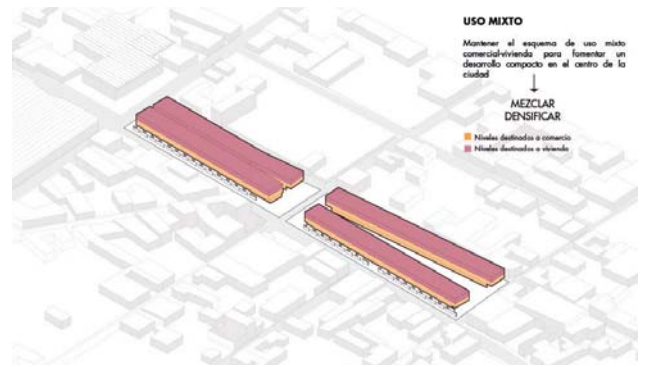 USO MIXTO
Mantener el esquema de uso mixto
comercial-vivienda para fomentar un
desarrollo compacto en el centro de la
ciudad
MEZCLAR
DENSIFICAR
Niveles destinados a comercio
Niveles destinados a vivienda